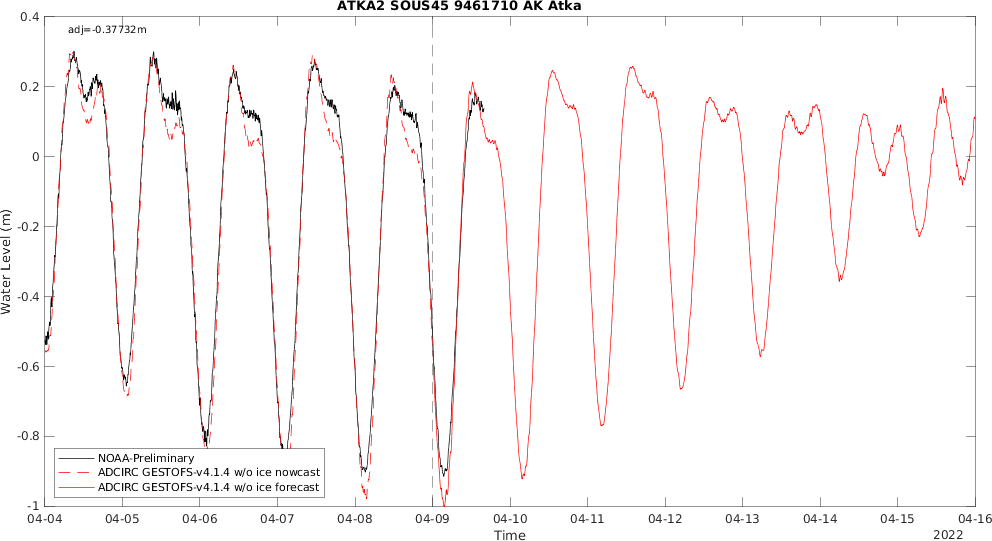 ATKA2 SOUS45 9461710 AK Atka
adj=-0.37732m
0.4
0.2
0
-0.2
-0.4
-0.6
-0.8
-1
Water Level (m)
NOAA-Preliminary
ADCIRC GESTOFS-v4.1.4 w/o ice nowcast
ADCIRC GESTOFS-v4.1.4 w/o ice forecast
04-04 04-05 04-06 04-07 04-08 04-09 04-10 04-11 04-12 04-13 04-14 04-15 04-16
Time
2022